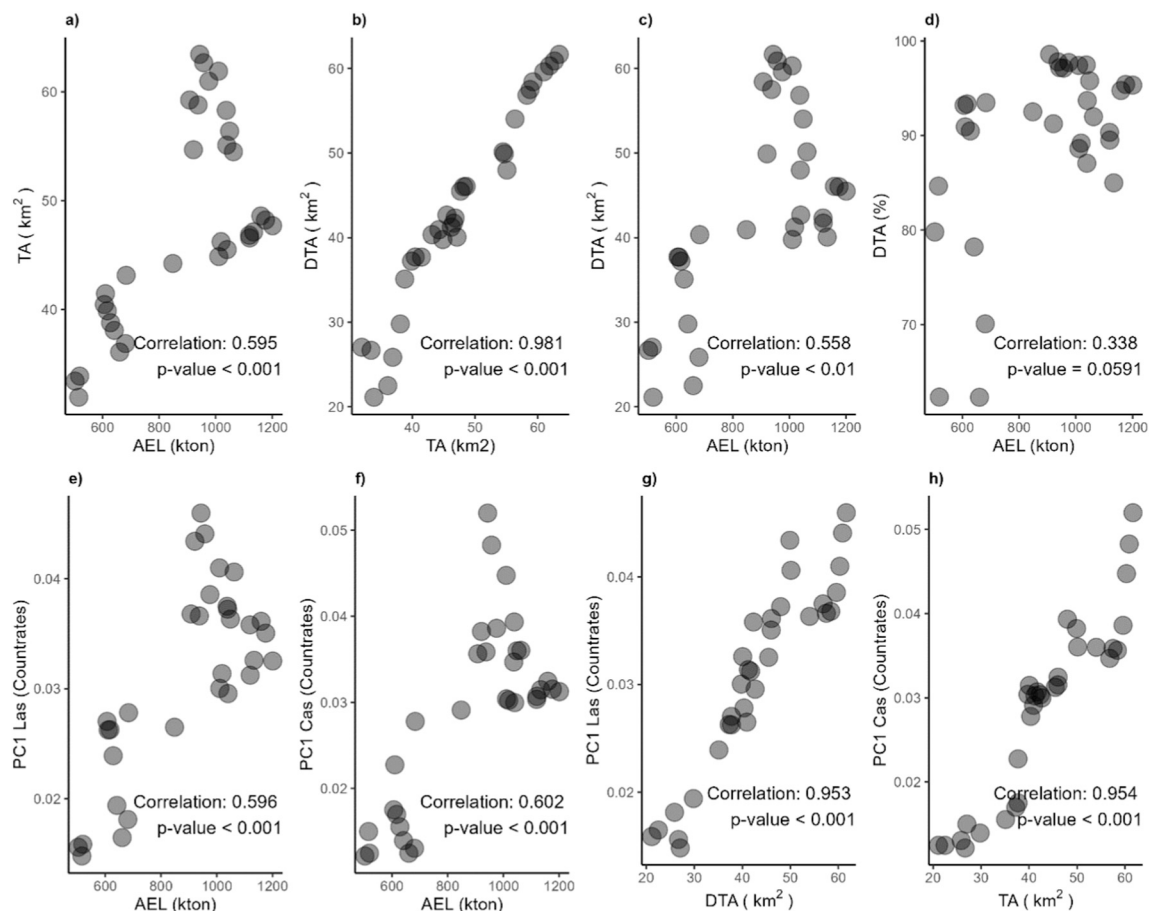 a)
TA ( km²)
60
50
40
Correlation: 0.595
p-value < 0.001
600 800 1000 1200
AEL (kton)
b)
DTA ( km² )
60
50
40
30
20
Correlation: 0.981
p-value < 0.001
40 50 60
TA (km2)
c)
DTA ( km² )
60
50
40
30
20
Correlation: 0.558
p-value < 0.01
600 800 1000 1200
AEL (kton)
d)
DTA (%)
100
90
80
70
Correlation: 0.338
p-value = 0.0591
600 800 1000 1200
AEL (kton)
e)
PC1 Las (Countrates)
0.04
0.03
0.02
Correlation: 0.596
p-value < 0.001
600 800 1000 1200
AEL (kton)
f)
PC1 Cas (Countrates)
0.05
0.04
0.03
0.02
Correlation: 0.602
p-value < 0.001
600 800 1000 1200
AEL (kton)
g)
PC1 Las (Countrates)
0.04
0.03
0.02
Correlation: 0.953
p-value < 0.001
20 30 40 50 60
DTA ( km² )
h)
PC1 Cas (Countrates)
0.05
0.04
0.03
0.02
Correlation: 0.954
p-value < 0.001
20 30 40 50 60
TA ( km² )